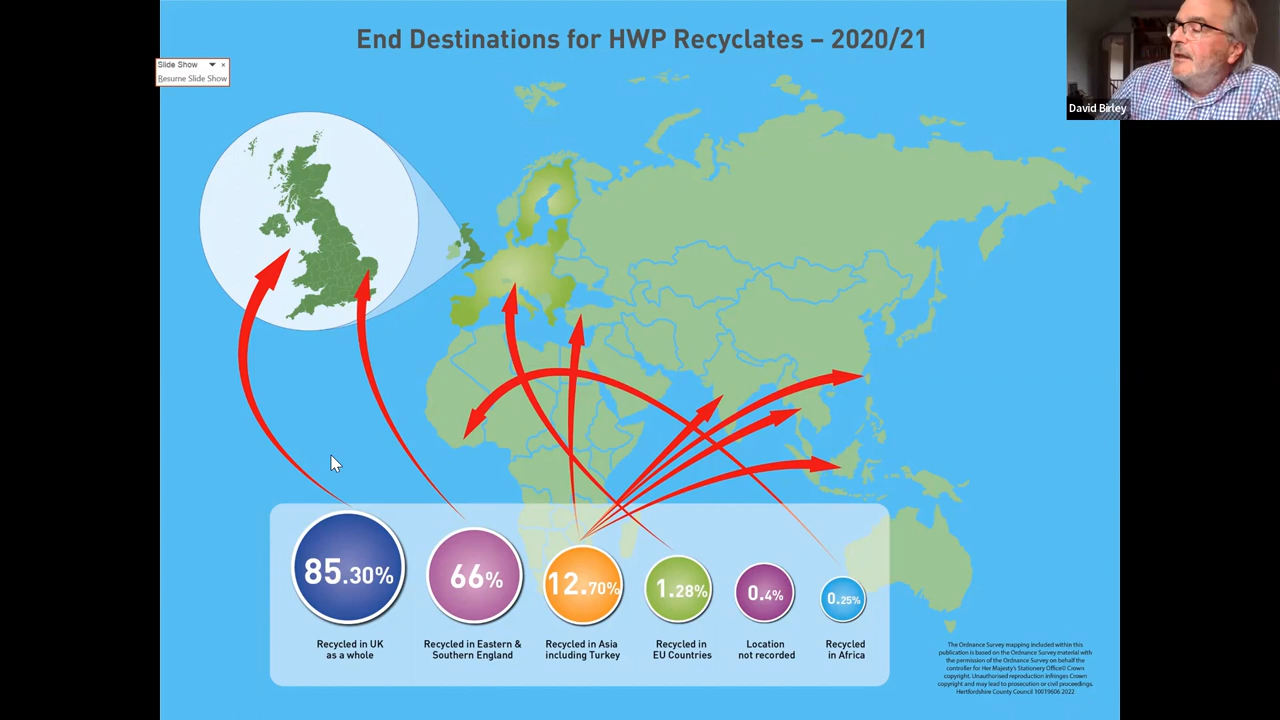 End Destinations for HWP Recyclates – 2020/21
Slide Show
Resume Slide Show
David Birley
85.30%
66%
12.70%
1.28%
0.4%
0.25%
Recycled in UK
as a whole
Recycled in Eastern &
Southern England
Recycled in Asia
including Turkey
Recycled in
EU Countries
Location
not recorded
Recycled
in Africa
The Ordnance Survey mapping included within this
publication is based on the Ordnance Survey material with
the permission of the Ordnance Survey on behalf the
controller for Her Majesty's Stationery Office© Crown
copyright. Unauthorised reproduction infringes Crown
copyright and may lead to prosecution or civil proceedings.
Hertfordshire County Council 10019606 2022